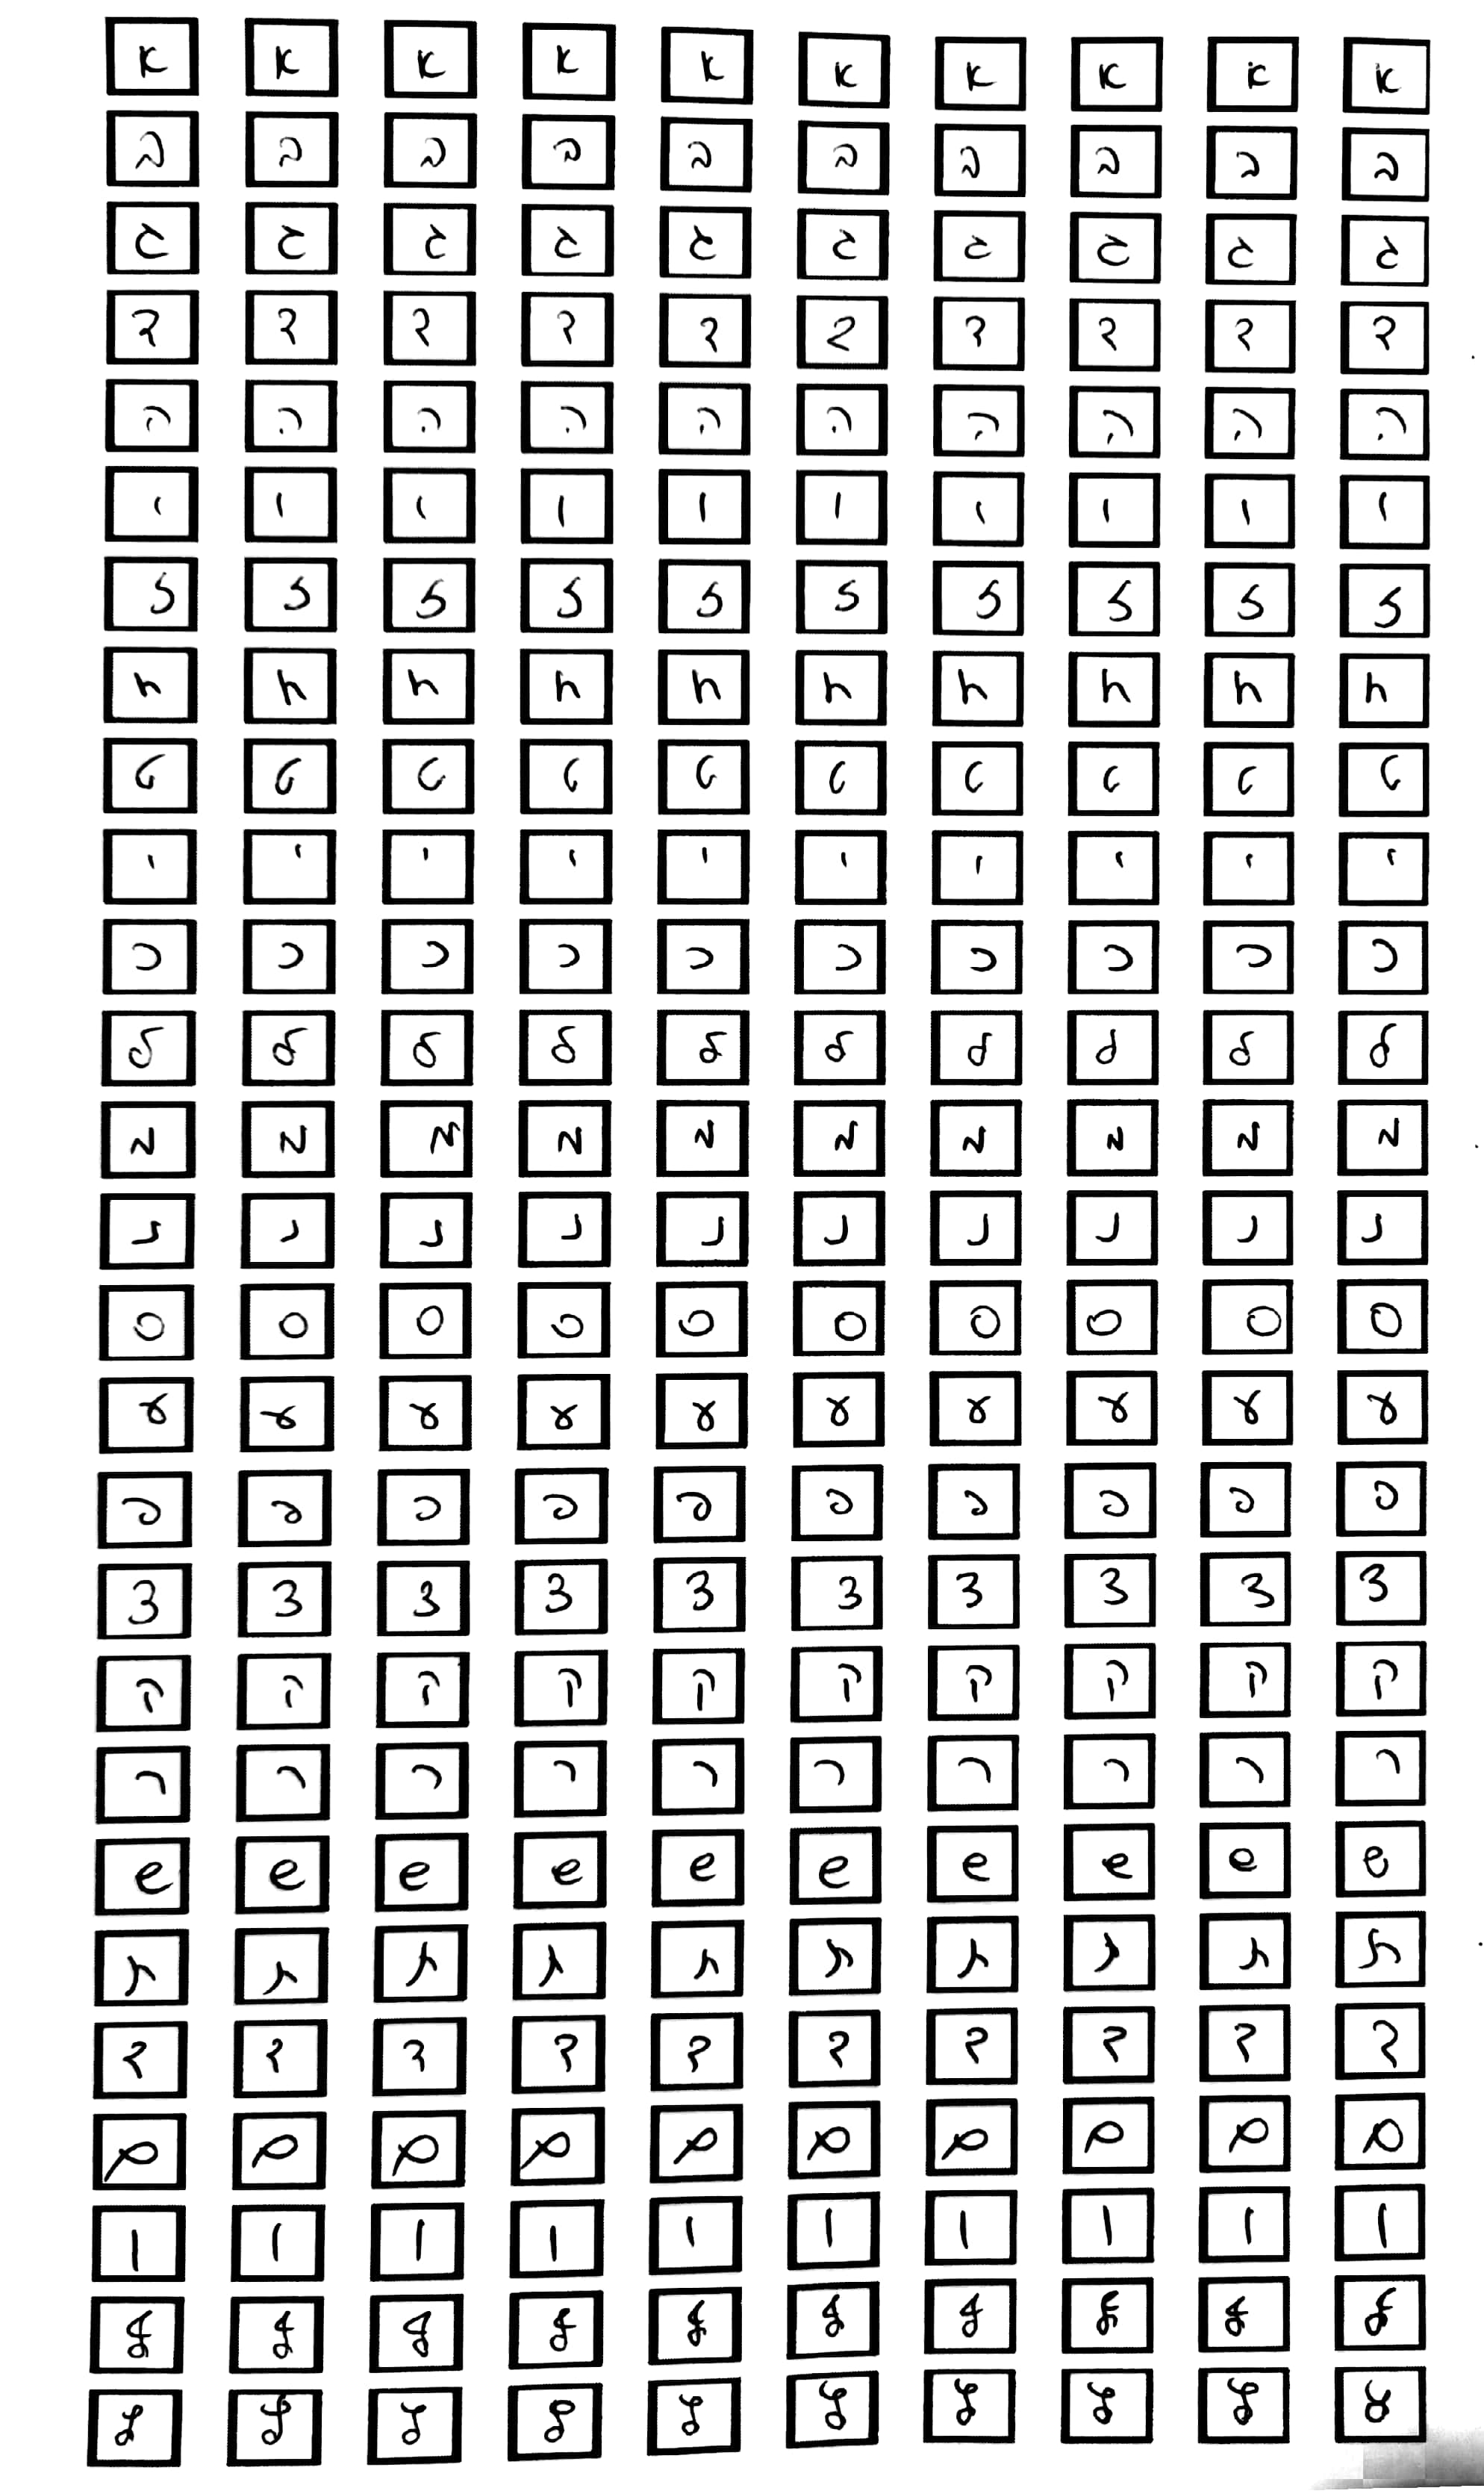 א א א א א א א א א א
ב ב ב ב ב ב ב ב ב ב
ג ג ג ג ג ג ג ג ג ג
ד ד ד ד ד ד ד ד ד ד
ה ה ה ה ה ה ה ה ה ה
ו ו ו ו ו ו ו ו ו ו
ז ז ז ז ז ז ז ז ז ז
ח ח ח ח ח ח ח ח ח ח
ט ט ט ט ט ט ט ט ט ט
י י י י י י י י י י
כ כ כ כ כ כ כ כ כ כ
ל ל ל ל ל ל ל ל ל ל
מ מ מ מ מ מ מ מ מ מ
נ נ נ נ נ נ נ נ נ נ
ס ס ס ס ס ס ס ס ס ס
ע ע ע ע ע ע ע ע ע ע
פ פ פ פ פ פ פ פ פ פ
צ צ צ צ צ צ צ צ צ צ
ק ק ק ק ק ק ק ק ק ק
ר ר ר ר ר ר ר ר ר ר
ש ש ש ש ש ש ש ש ש ש
ת ת ת ת ת ת ת ת ת ת
ך ך ך ך ך ך ך ך ך ך
ם ם ם ם ם ם ם ם ם ם
ן ן ן ן ן ן ן ן ן ן
ף ף ף ף ף ף ף ף ף ף
ץ ץ ץ ץ ץ ץ ץ ץ ץ ץ